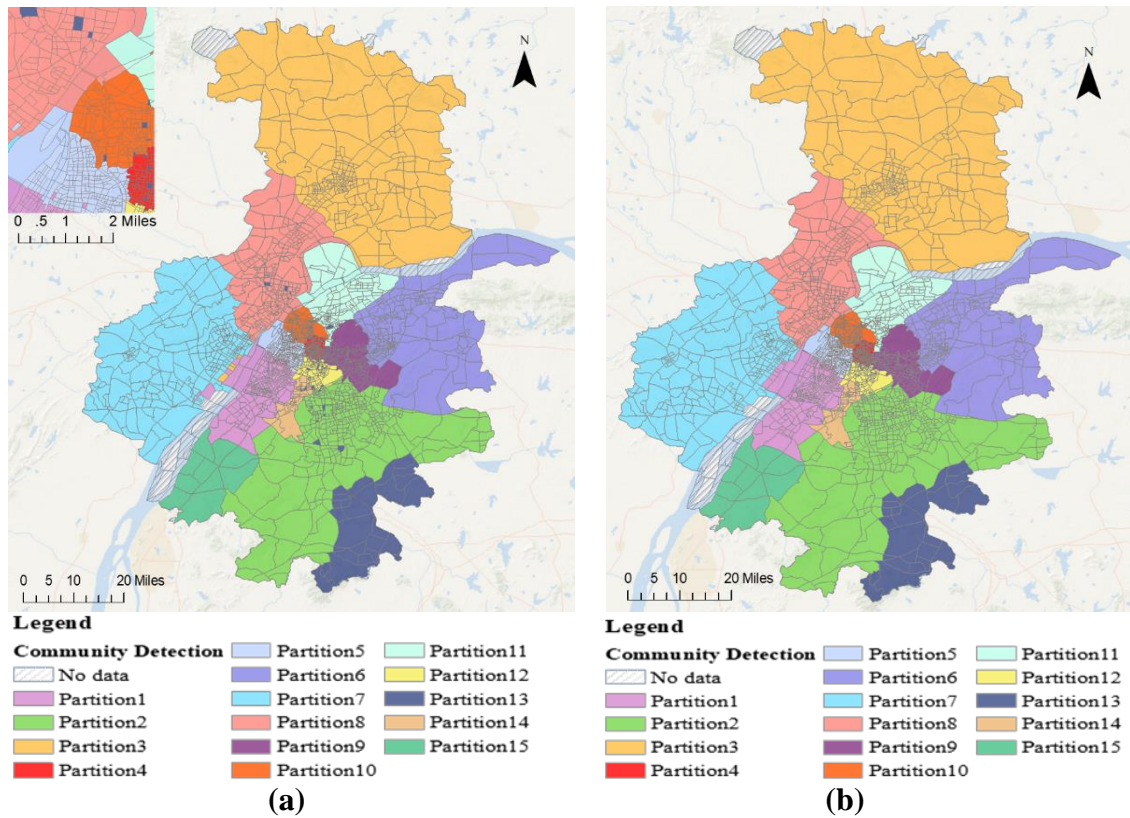 N
0 .5 1 2 Miles
0 5 10 20 Miles
Legend
Community Detection
No data
Partition1
Partition2
Partition3
Partition4
Partition5
Partition6
Partition7
Partition8
Partition9
Partition10
Partition11
Partition12
Partition13
Partition14
Partition15
(a)
N
0 5 10 20 Miles
Legend
Community Detection
No data
Partition1
Partition2
Partition3
Partition4
Partition5
Partition6
Partition7
Partition8
Partition9
Partition10
Partition11
Partition12
Partition13
Partition14
Partition15
(b)